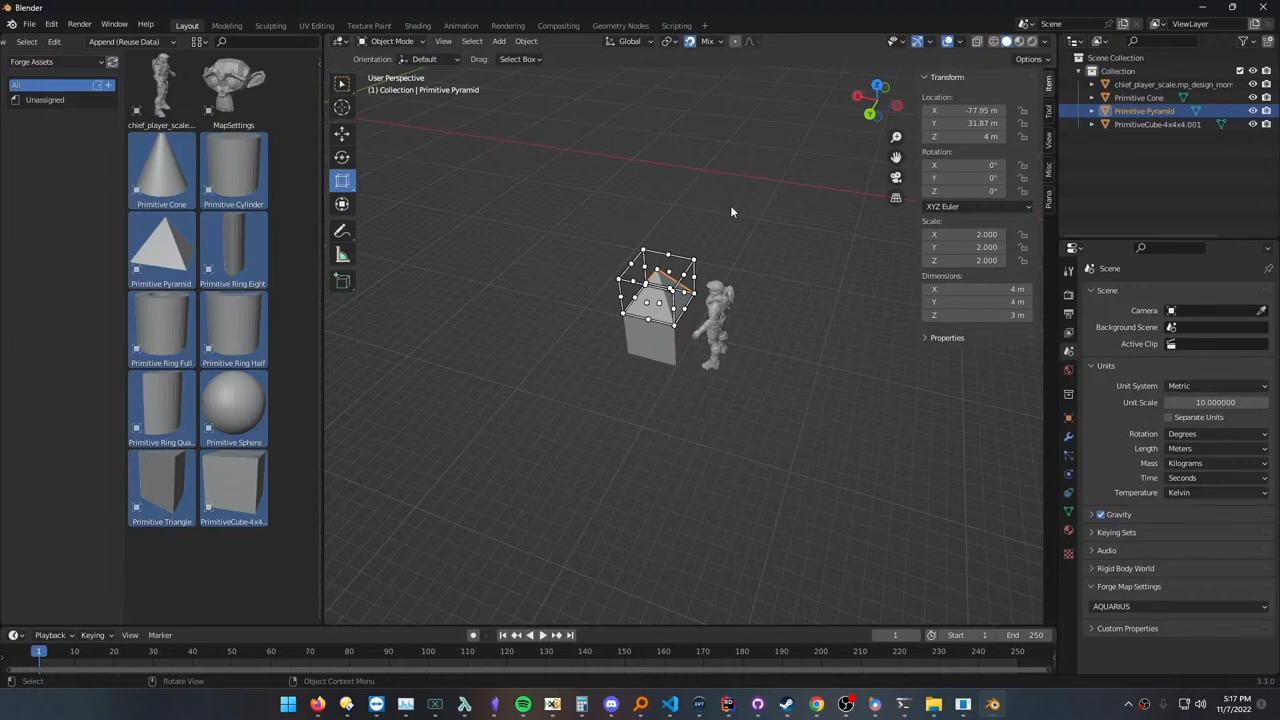 Blender
File Edit Render Window Help
Layout Modeling Sculpting UV Editing Texture Paint Shading Animation Rendering Compositing Geometry Nodes Scripting +
Scene ViewLayer
View Select Edit Append (Reuse Data)
Forge Assets
All
Unassigned
chief_player_scale... MapSettings
Primitive Cone Primitive Cylinder
Primitive Pyramid Primitive Ring Eight
Primitive Ring Full Primitive Ring Half
Primitive Ring Qua... Primitive Sphere
Primitive Triangle PrimitiveCube-4x4...
Object Mode View Select Add Object Global Mix
Orientation: Default Drag: Select Box Options
User Perspective
(1) Collection | Primitive Pyramid
X Y Z
Transform
Location:
X -77.95 m
Y 31.87 m
Z 4 m
Rotation:
X 0°
Y 0°
Z 0°
XYZ Euler
Scale:
X 2.000
Y 2.000
Z 2.000
Dimensions:
X 4 m
Y 4 m
Z 3 m
Properties
Item
Tool
View
Misc
Scene Collection
Collection
chief_player_scale.mp_design_mom
Primitive Cone
Primitive Pyramid
PrimitiveCube-4x4x4.001
Scene
Scene
Camera
Background Scene
Active Clip
Units
Unit System Metric
Unit Scale 10.000000
Separate Units
Rotation Degrees
Length Meters
Mass Kilograms
Time Seconds
Temperature Kelvin
Gravity
Keying Sets
Audio
Rigid Body World
Forge Map Settings
AQUARIUS
Custom Properties
Playback Keying View Marker 1 Start 1 End 250
1 10 20 30 40 50 60 70 80 90 100 110 120 130 140 150 160 170 180 190 200 210 220 230 240 250
Select Rotate View Object Context Menu 3.3.0
5:17 PM
11/7/2022